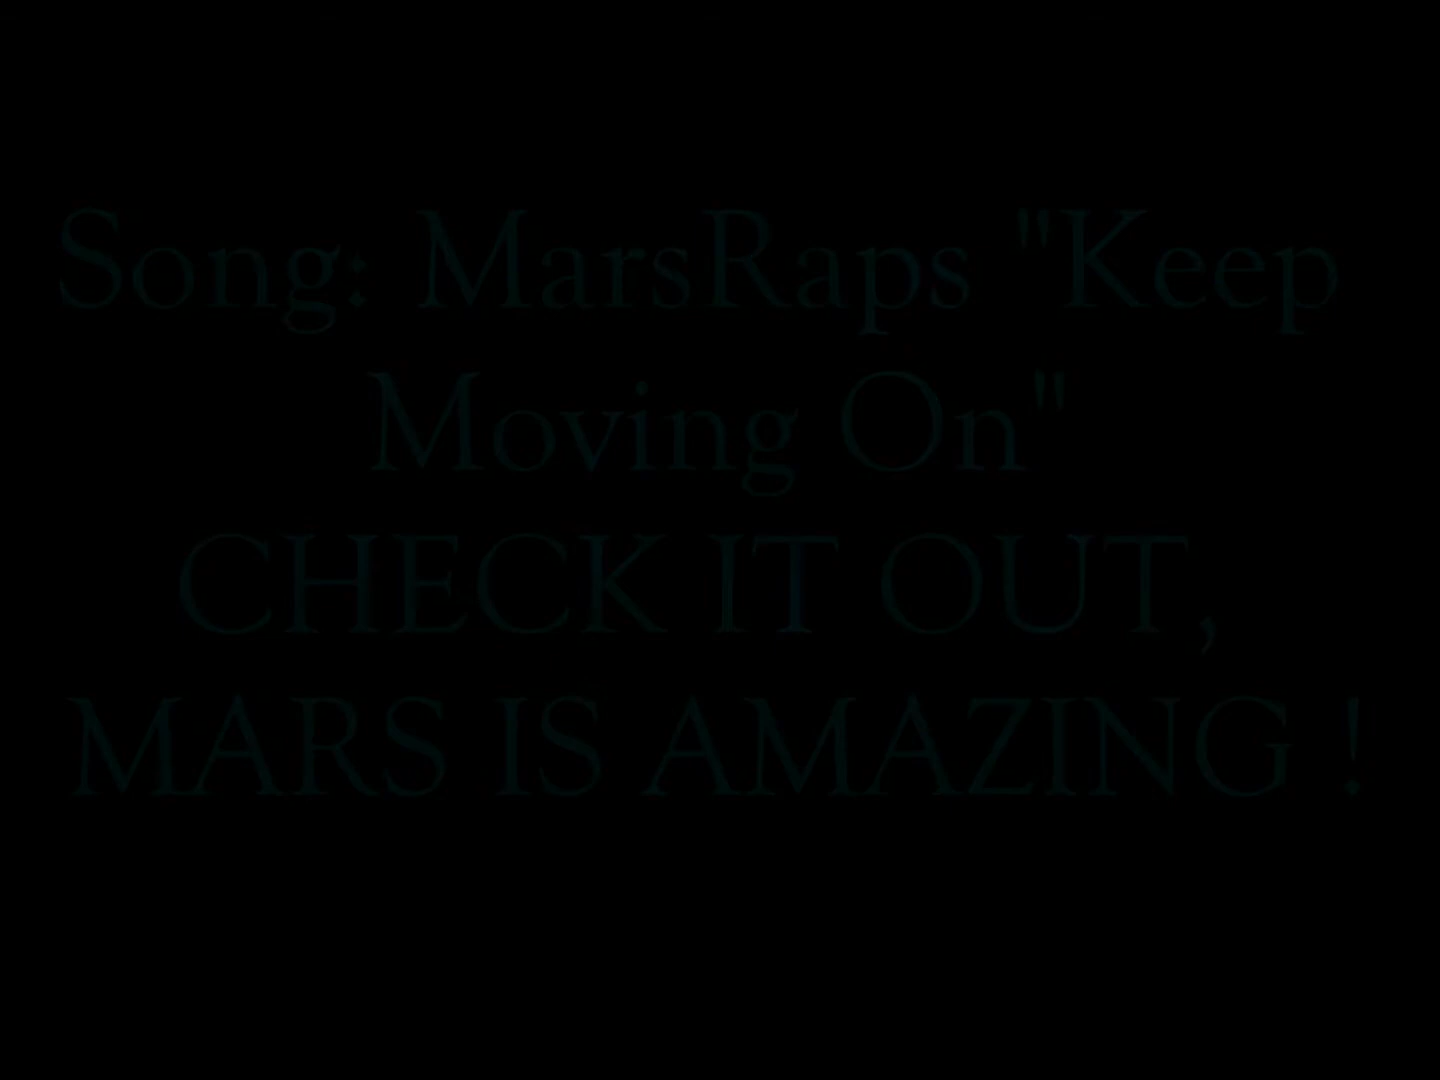 Song: MarsRaps "Keep
Moving On"
CHECK IT OUT,
MARS IS AMAZING !